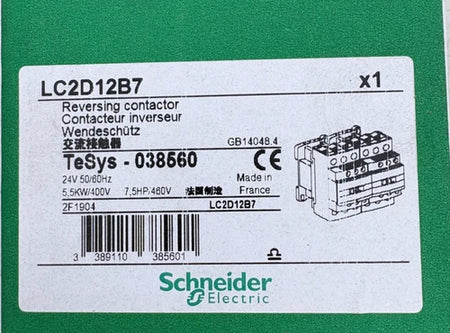 LC2D12B7 x1
Reversing contactor
Contacteur inverseur
Wendeschütz
交流接触器 GB14048.4
TeSys - 038560 CE
24V 50/60Hz Made in
5,5KW/400V 7,5HP/460V 法国制造 France
2F1904 LC2D12B7
3 389110 385601
Schneider
Electric